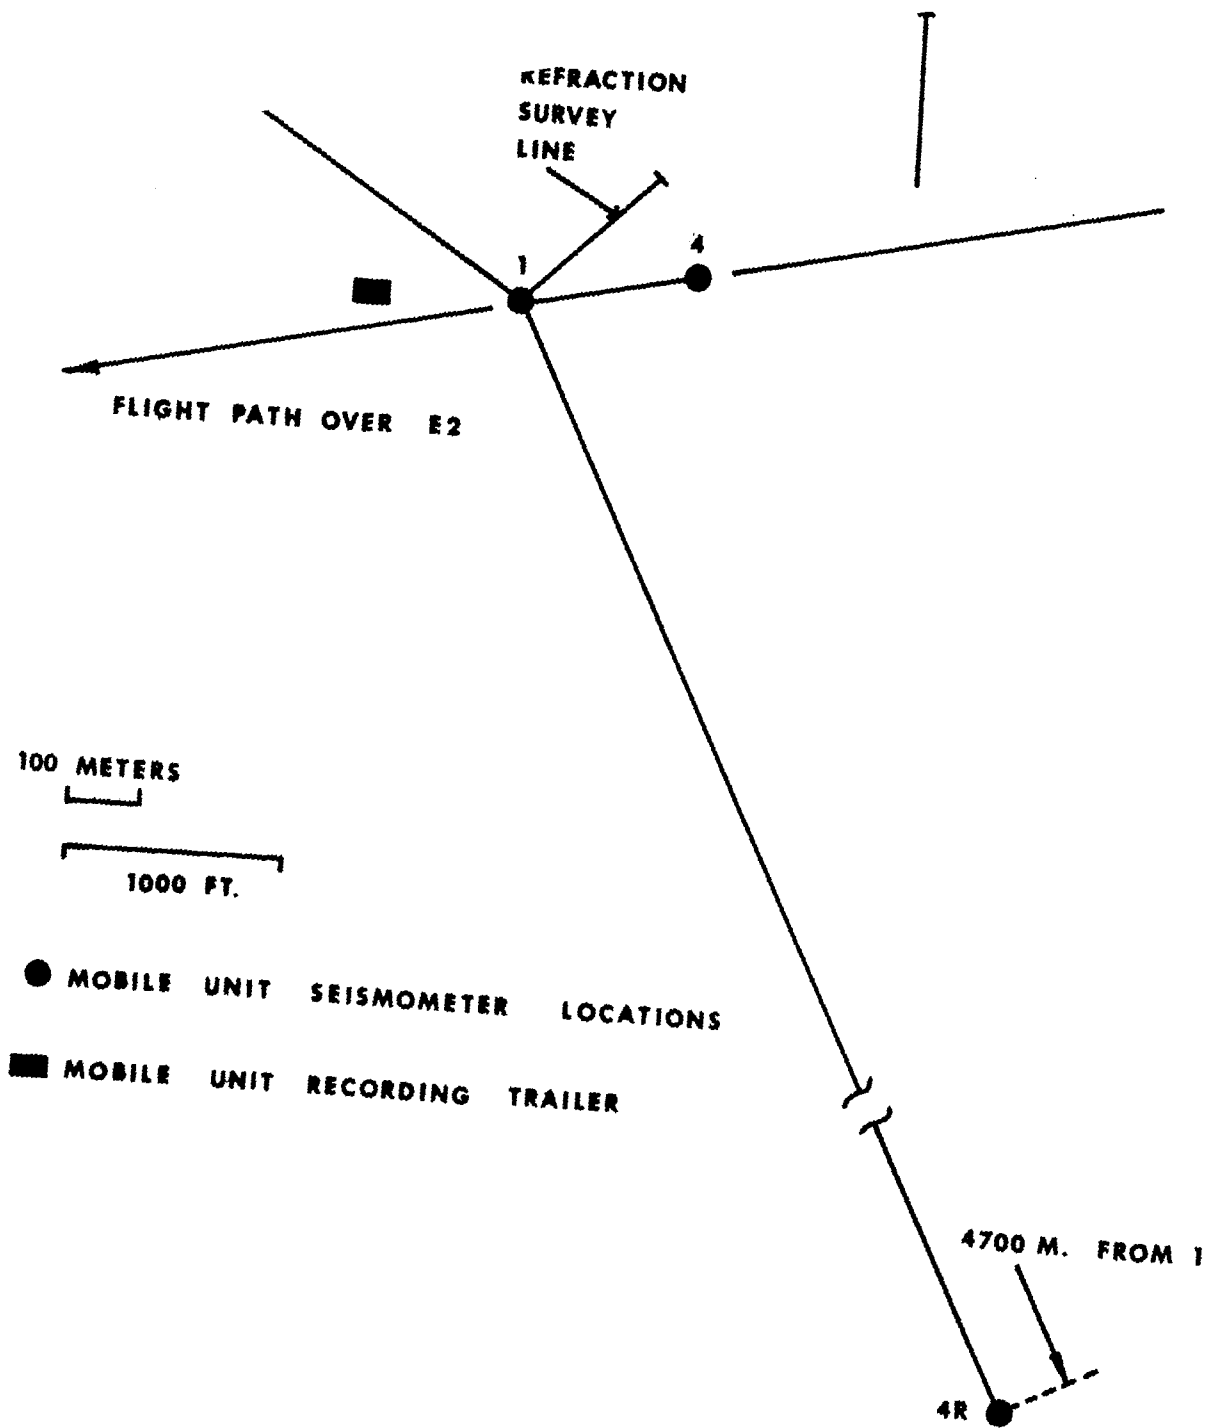 REFRACTION
SURVEY
LINE
4
1
FLIGHT PATH OVER E2
100 METERS
1000 FT.
MOBILE UNIT SEISMOMETER LOCATIONS
MOBILE UNIT RECORDING TRAILER
4700 M. FROM 1
4R